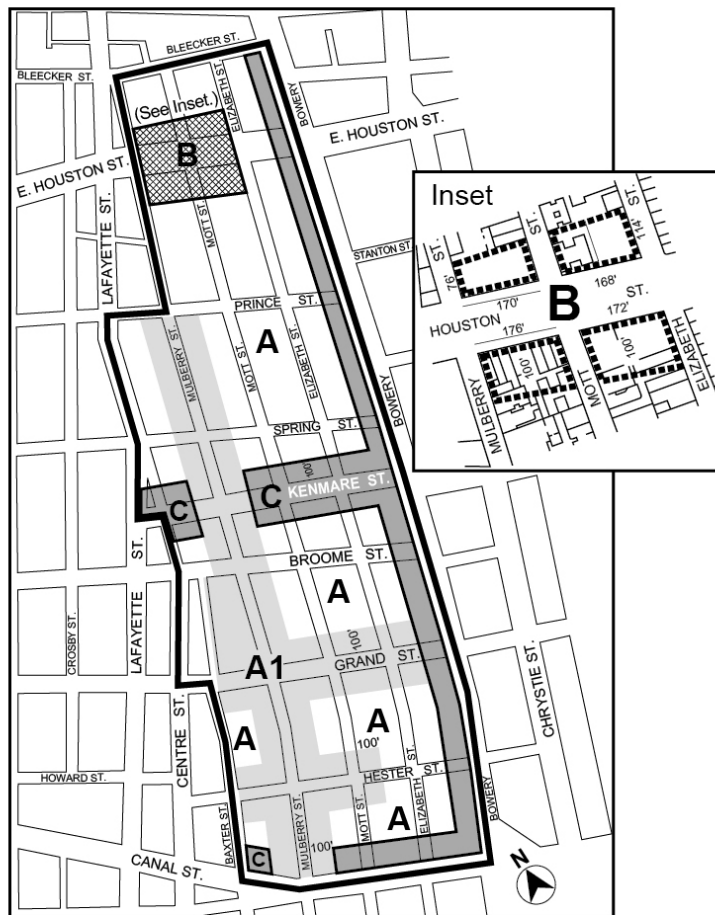 BLEECKER ST.
BLEECKER ST.
(See Inset.)
ELIZABETH ST.
BOWERY
E. HOUSTON ST.
B
E. HOUSTON ST.
LAFAYETTE ST.
MOTT ST.
STANTON ST.
PRINCE ST.
A
MULBERRY ST.
MOTT ST.
ELIZABETH ST.
BOWERY
SPRING ST.
100'
C
C
KENMARE ST.
BROOME ST.
A
CROSBY ST.
LAFAYETTE ST.
100'
GRAND ST.
A1
CHRYSTIE ST.
CENTRE ST.
A
A
100'
HOWARD ST.
HESTER ST.
BAXTER ST.
MULBERRY ST.
MOTT ST.
ELIZABETH ST.
A
BOWERY
100'
C
CANAL ST.
N
Inset
ST.
ST.
ST.
76'
114'
170'
B
168'
ST.
HOUSTON
172'
176'
100'
100'
MULBERRY
MOTT
ELIZABETH